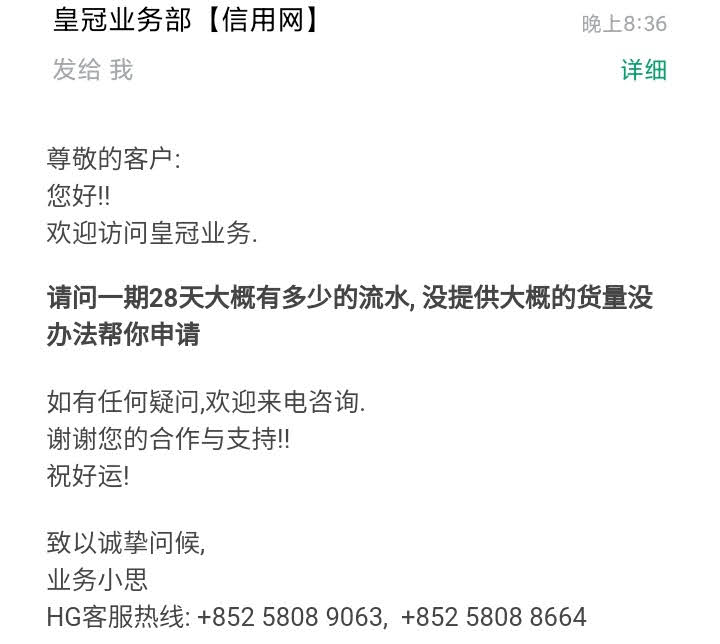 皇冠业务部【信用网】
晚上8:36
发给 我
详细
尊敬的客户:
您好!!
欢迎访问皇冠业务.
请问一期28天大概有多少的流水, 没提供大概的货量没
办法帮你申请
如有任何疑问,欢迎来电咨询.
谢谢您的合作与支持!!
祝好运!
致以诚挚问候,
业务小思
HG客服热线: +852 5808 9063,  +852 5808 8664